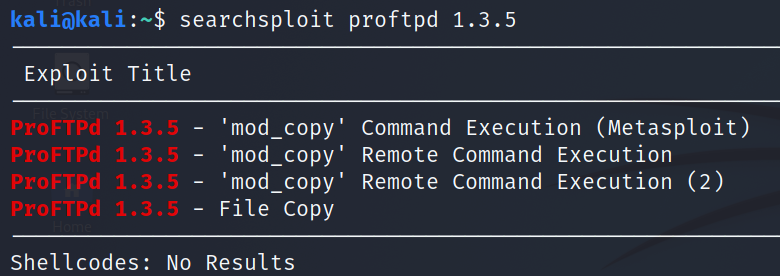 kali@kali:~$ searchsploit proftpd 1.3.5
Exploit Title
ProFTPd 1.3.5 - 'mod_copy' Command Execution (Metasploit)
ProFTPd 1.3.5 - 'mod_copy' Remote Command Execution
ProFTPd 1.3.5 - 'mod_copy' Remote Command Execution (2)
ProFTPd 1.3.5 - File Copy
Home
Shellcodes: No Results